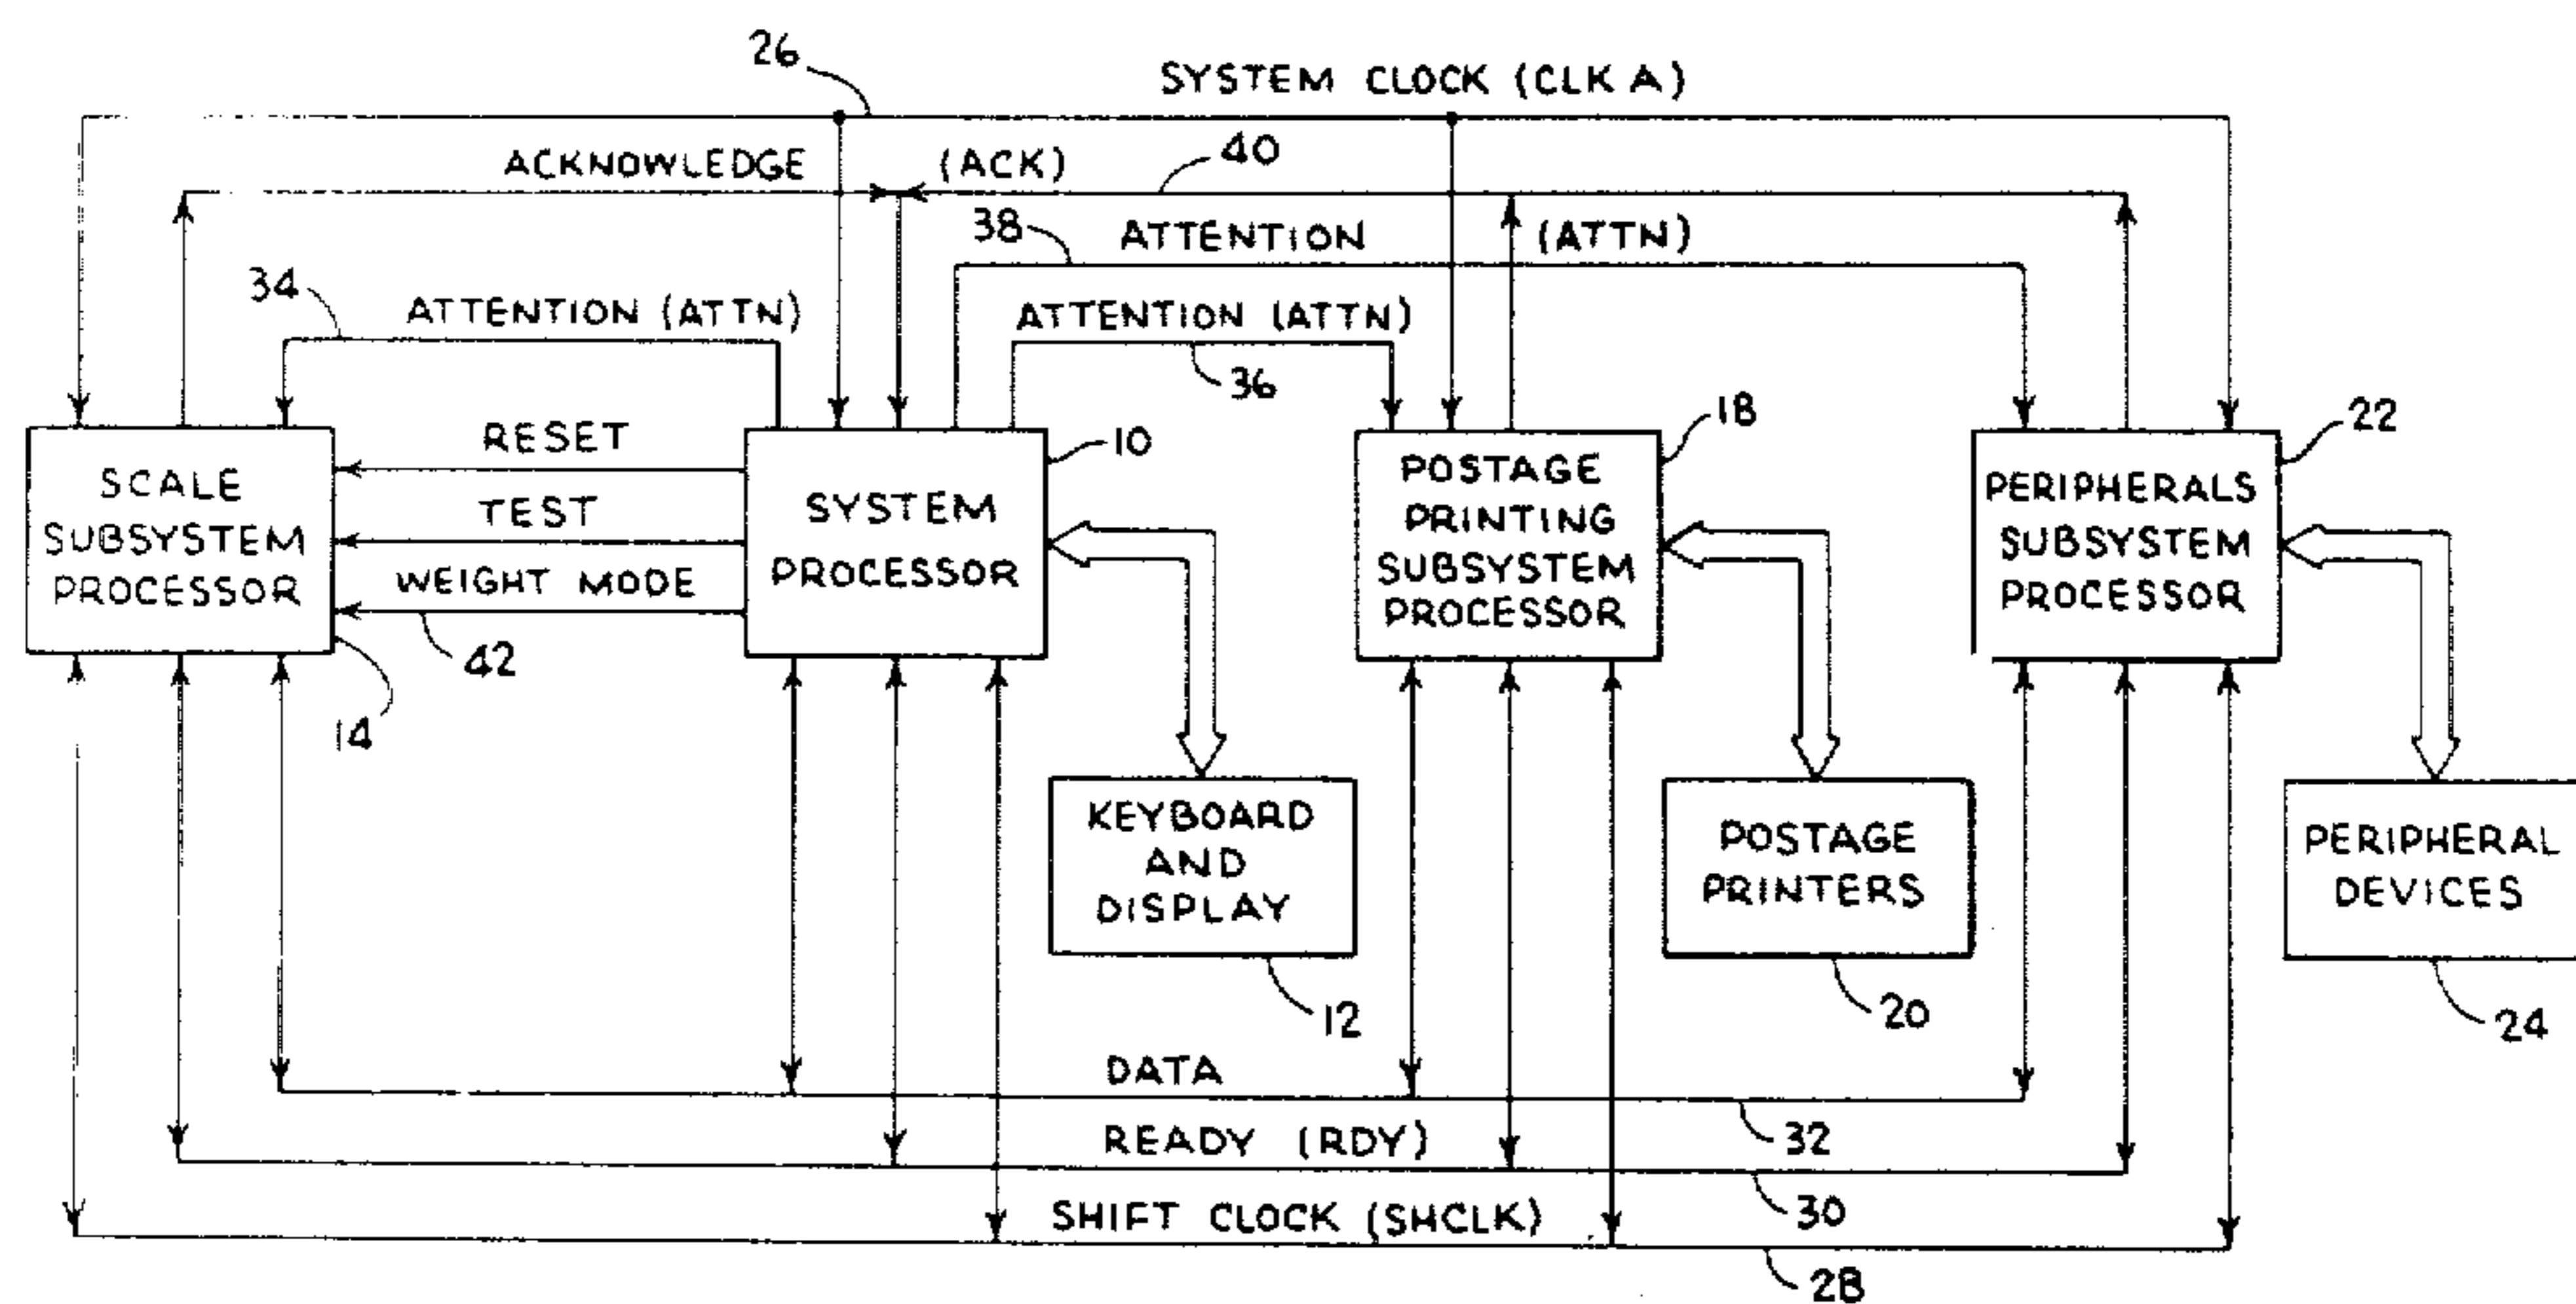 26
SYSTEM CLOCK (CLK A)
ACKNOWLEDGE (ACK)
40
38
ATTENTION (ATTN)
34
ATTENTION (ATTN)
ATTENTION (ATTN)
36
RESET
TEST
WEIGHT MODE
42
SCALE
SUBSYSTEM
PROCESSOR
14
SYSTEM
PROCESSOR
10
POSTAGE
PRINTING
SUBSYSTEM
PROCESSOR
18
PERIPHERALS
SUBSYSTEM
PROCESSOR
22
KEYBOARD
AND
DISPLAY
12
POSTAGE
PRINTERS
20
PERIPHERAL
DEVICES
24
DATA
32
READY (RDY)
30
SHIFT CLOCK (SHCLK)
28